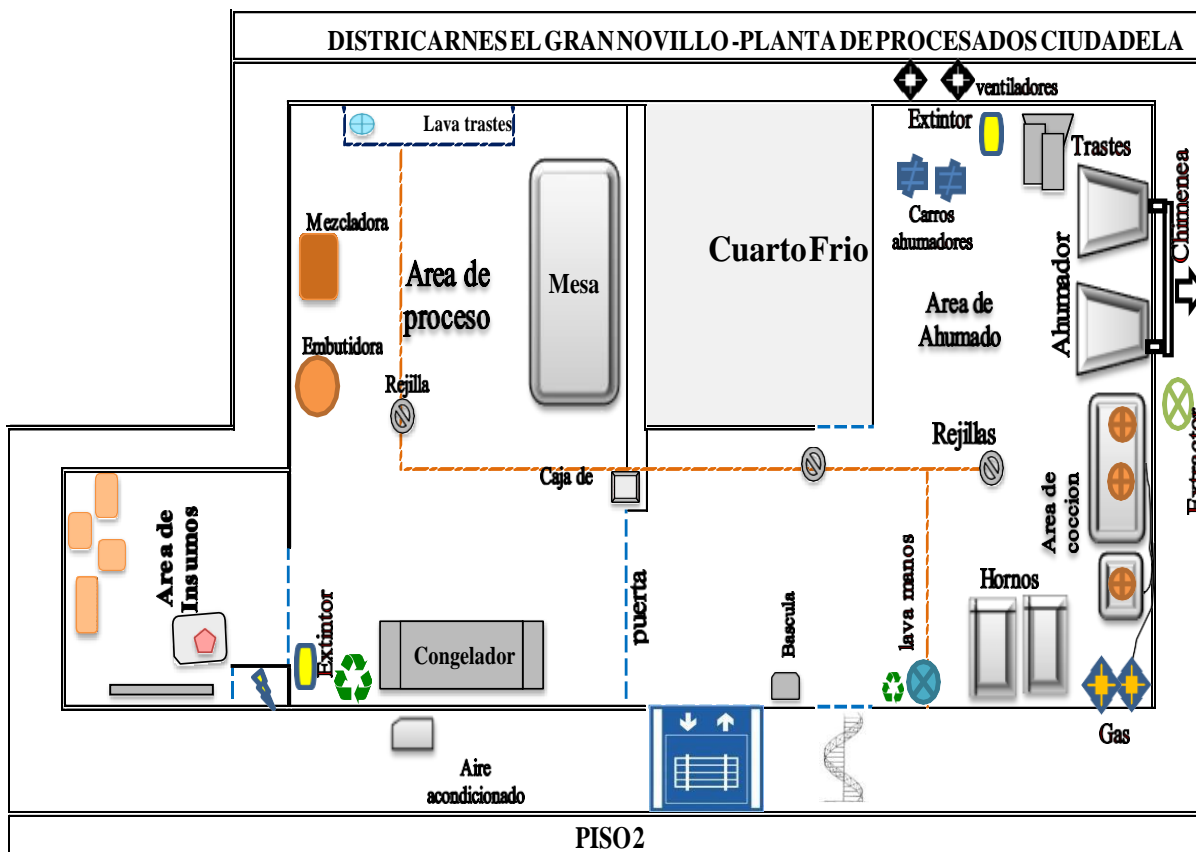 DISTRICARNES EL GRAN NOVILLO - PLANTA DE PROCESADOS CIUDADELA
ventiladores
Lava trastes
Extintor
Trastes
Chimenea
Mezcladora
Carros
ahumadores
Cuarto Frio
Area de
proceso
Mesa
Ahumador
Area de
Ahumado
Embutidora
Rejilla
Rejillas
Extractor
Caja de
Area de
Insumos
Area de
coccion
puerta
lava manos
Hornos
Bascula
Extintor
Congelador
Gas
Aire
acondicionado
PISO 2